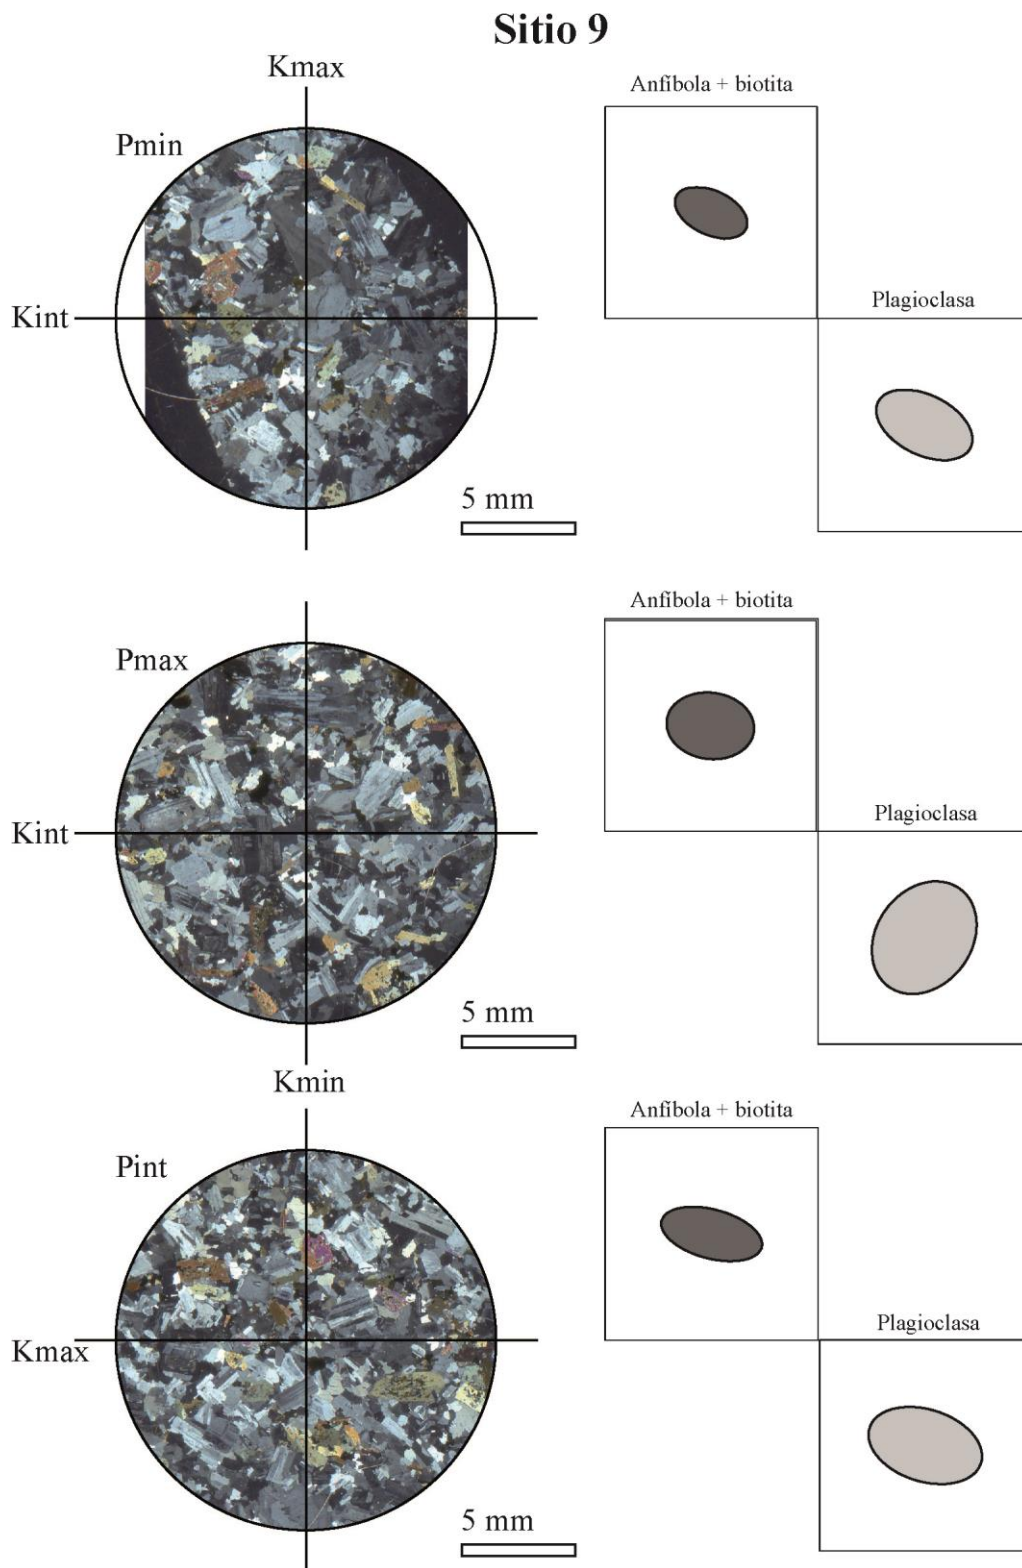 Sitio 9
Kmax
Anfíbola + biotita
Pmin
Kint
Plagioclasa
5 mm
Anfíbola + biotita
Pmax
Kint
Plagioclasa
5 mm
Kmin
Anfíbola + biotita
Pint
Kmax
Plagioclasa
5 mm